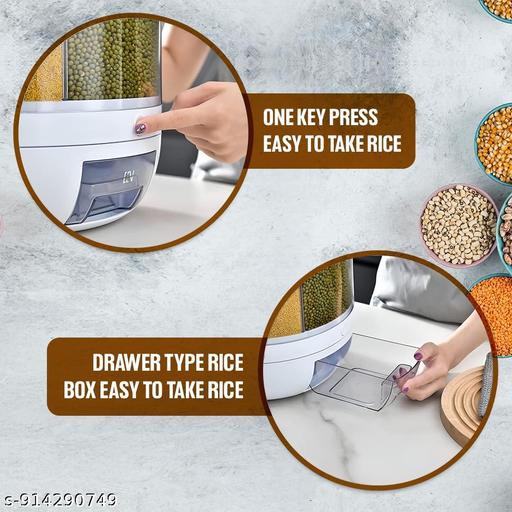 ONE KEY PRESS
EASY TO TAKE RICE
DRAWER TYPE RICE
BOX EASY TO TAKE RICE
s-914290749